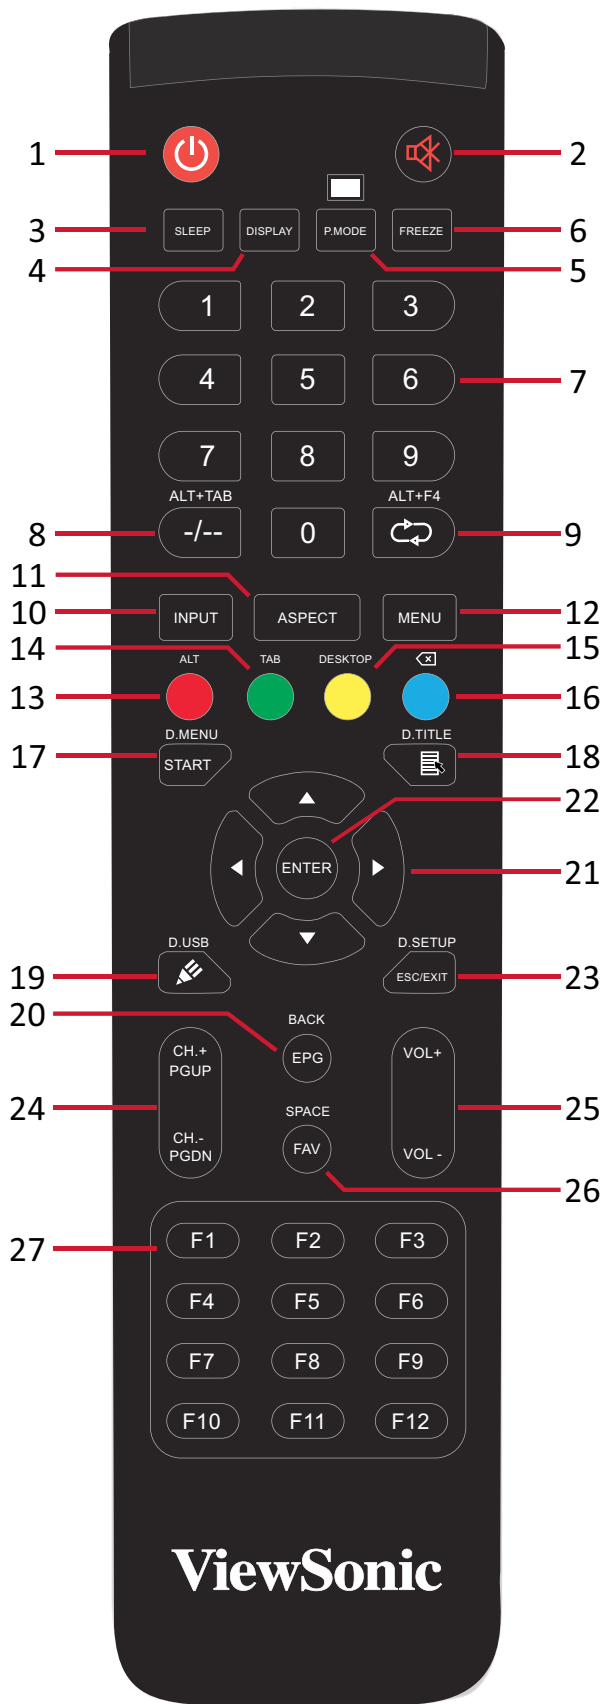 1 2
3 SLEEP DISPLAY P.MODE FREEZE 6
4 5
1 2 3
4 5 6 7
7 8 9
ALT+TAB ALT+F4
8 -/-- 0 9
11
10 INPUT ASPECT MENU 12
14 ALT TAB DESKTOP 15
13 16
D.MENU D.TITLE
17 START 18
22
ENTER 21
D.USB D.SETUP
19 ESC/EXIT 23
20 BACK
CH.+ EPG VOL+
PGUP
24 SPACE 25
CH.- FAV VOL -
PGDN
26
27 F1 F2 F3
F4 F5 F6
F7 F8 F9
F10 F11 F12
ViewSonic